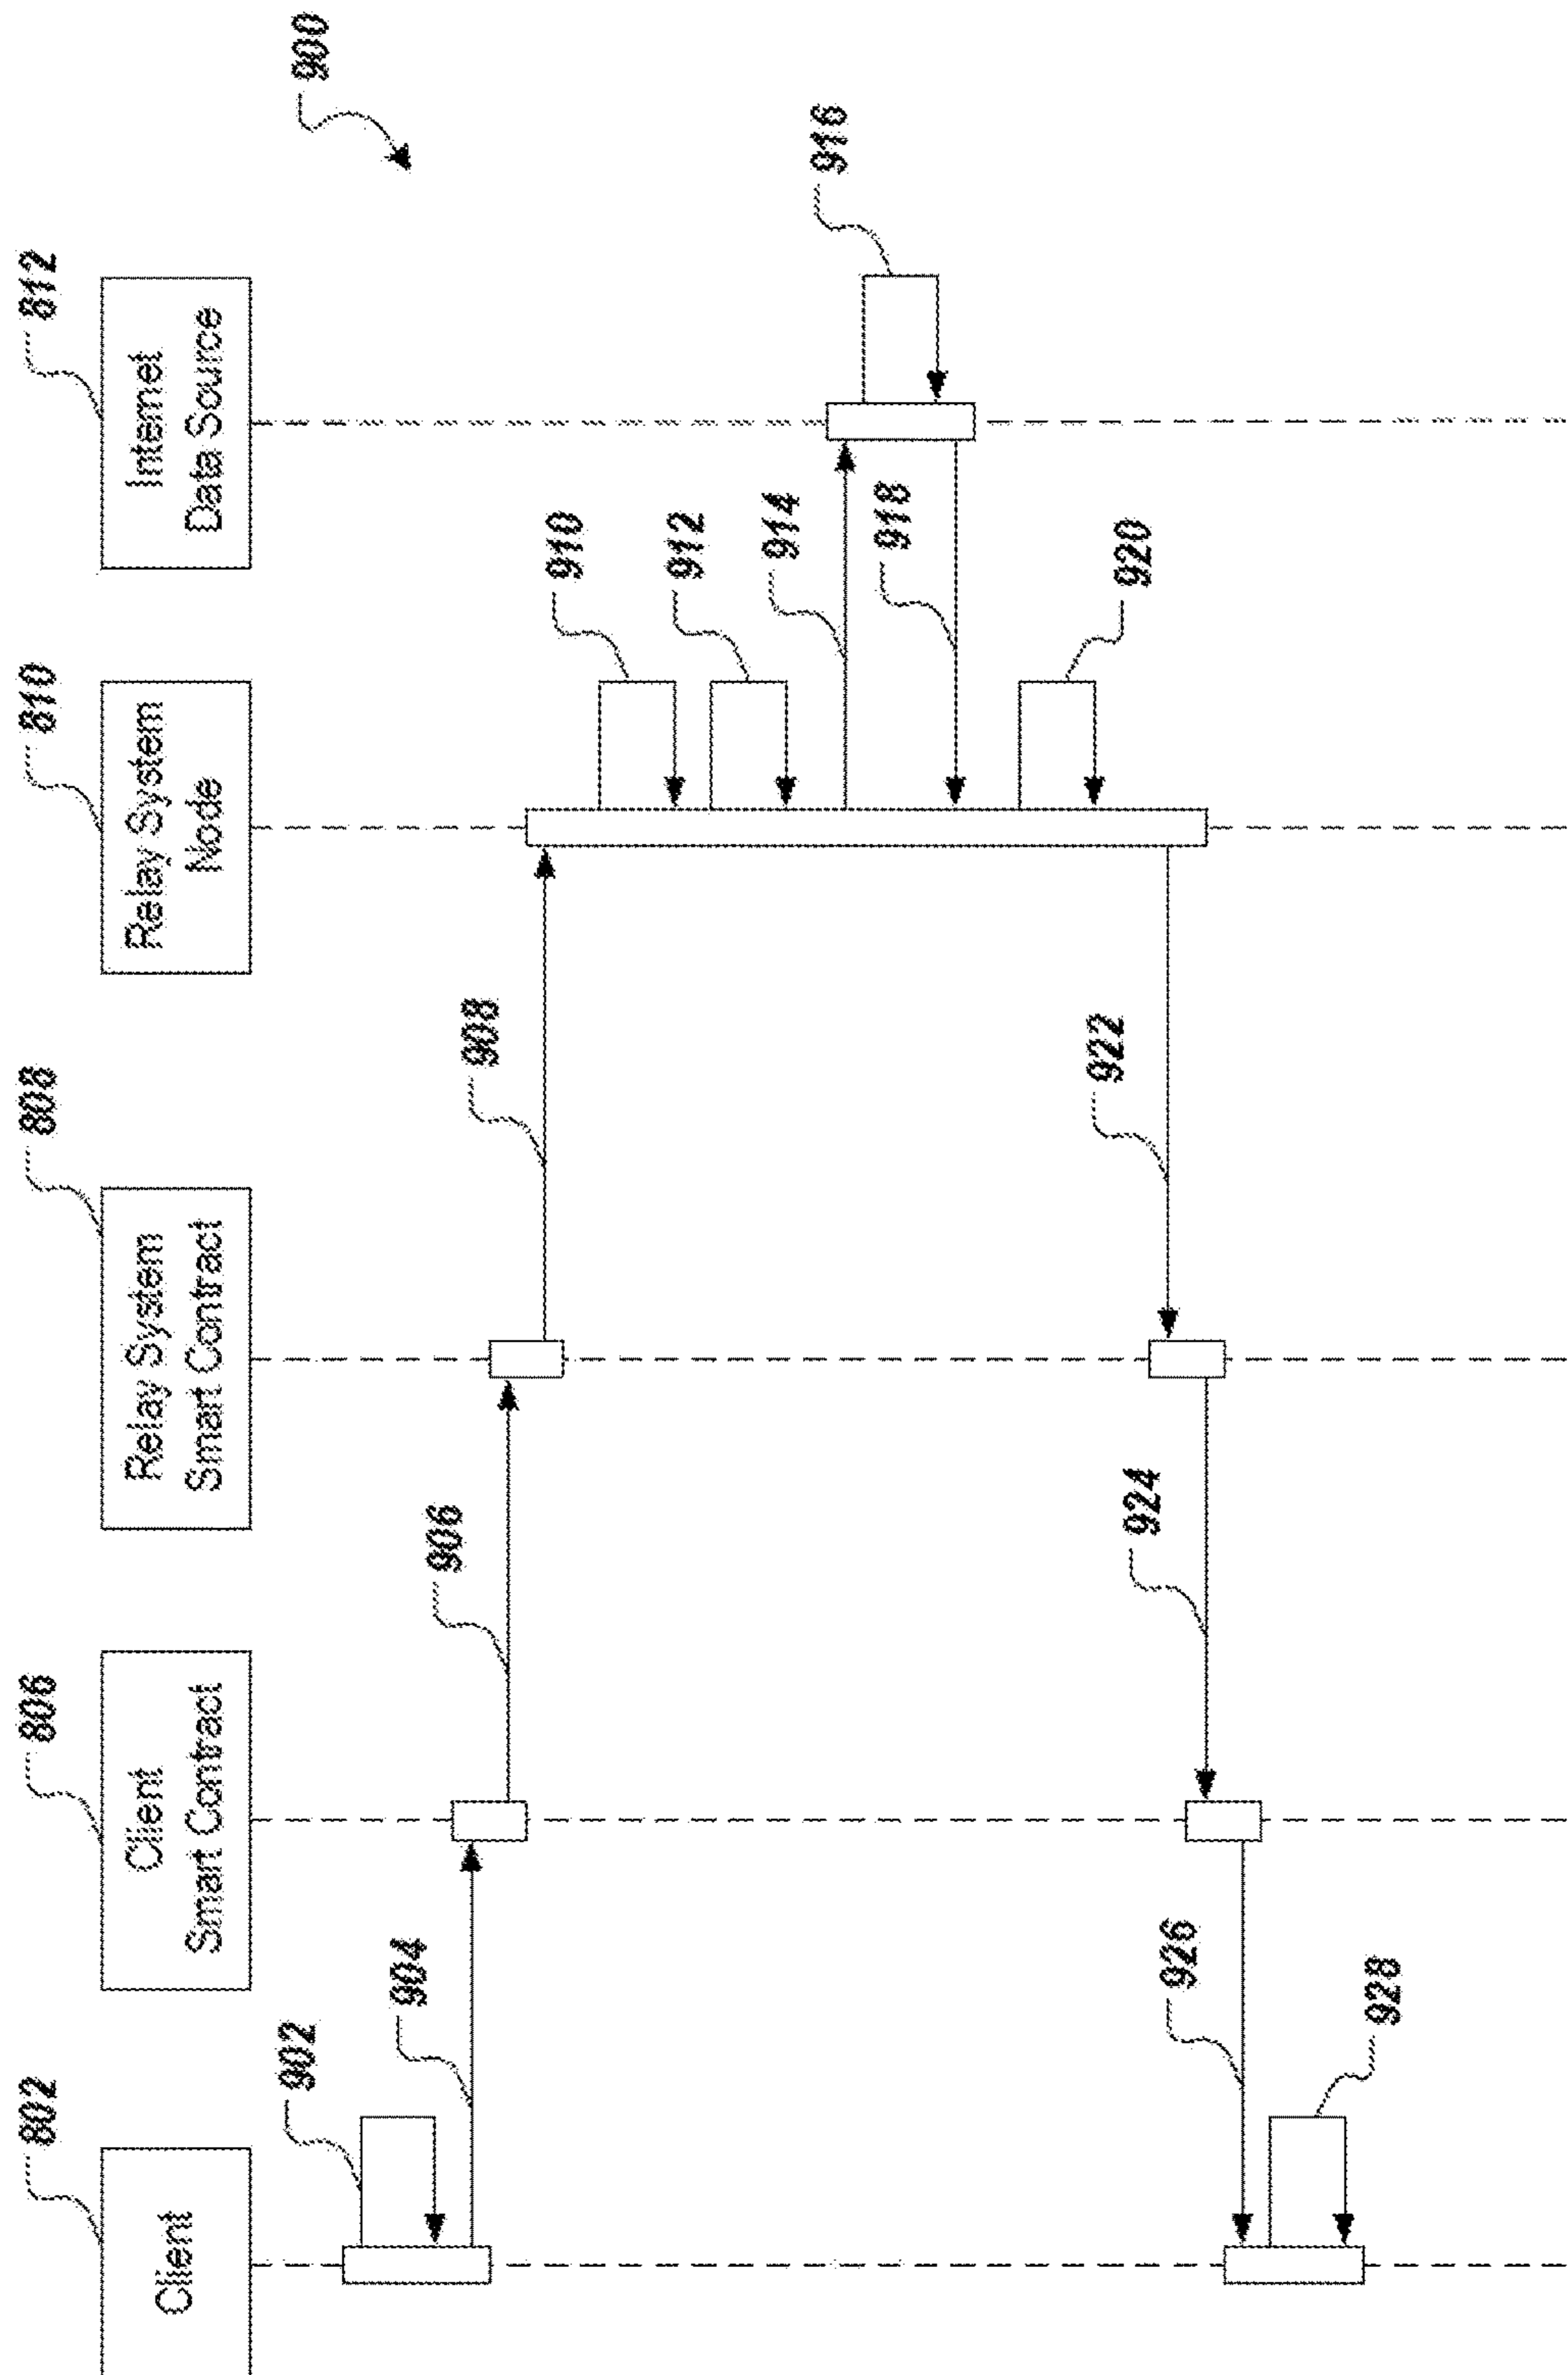 900
802
Client
806
Client
Smart Contract
808
Relay System
Smart Contract
810
Relay System
Node
812
Internet
Data Source
902
904
906
908
910
912
914
916
918
920
922
924
926
928